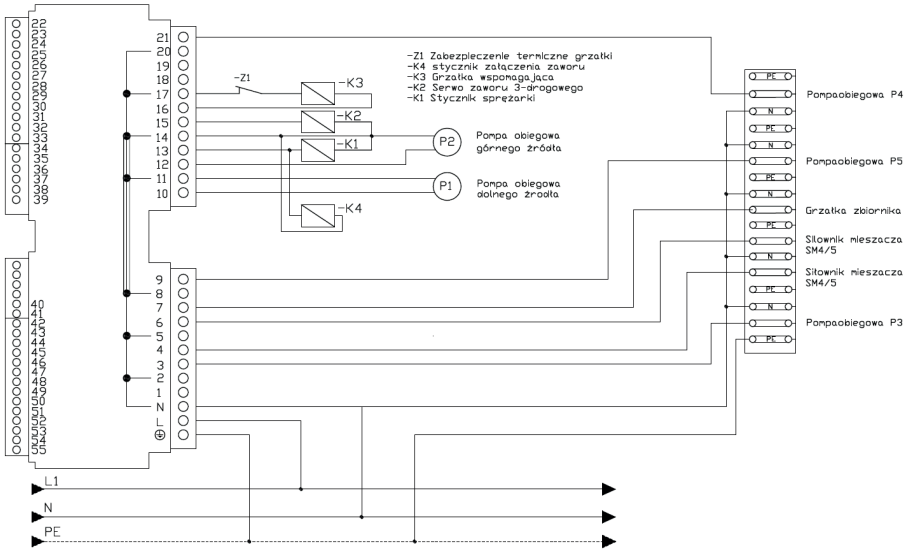 22
23
24
25
26
27
28
29
30
31
32
33
34
35
36
37
38
39
40
41
42
43
44
45
46
47
48
49
50
51
52
53
54
55
21
20
19
18
17
16
15
14
13
12
11
10
9
8
7
6
5
4
3
2
1
N
L
-Z1
-K3
-K2
-K1
-K4
-Z1 Zabezpieczenie termiczne grzałki
-K4 stycznik załączenia zaworu
-K3 Grzałka wspomagająca
-K2 Serwo zaworu 3-drogowego
-K1 Stycznik sprężarki
P2
Pompa obiegowa
górnego źródła
P1
Pompa obiegowa
dolnego źrodła
PE
N
PE
N
PE
N
PE
N
PE
N
PE
Pompaobiegowa P4
Pompaobiegowa P5
Grzałka zbiornika
Silownik mieszacza
SM4/5
Siłownik mieszacza
SM4/5
Pompaobiegowa P3
L1
N
PE